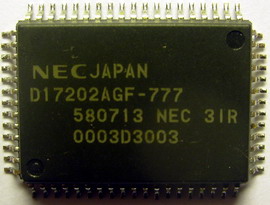 NEC JAPAN
D17202AGF-777
580713 NEC 3IR
0003D3003